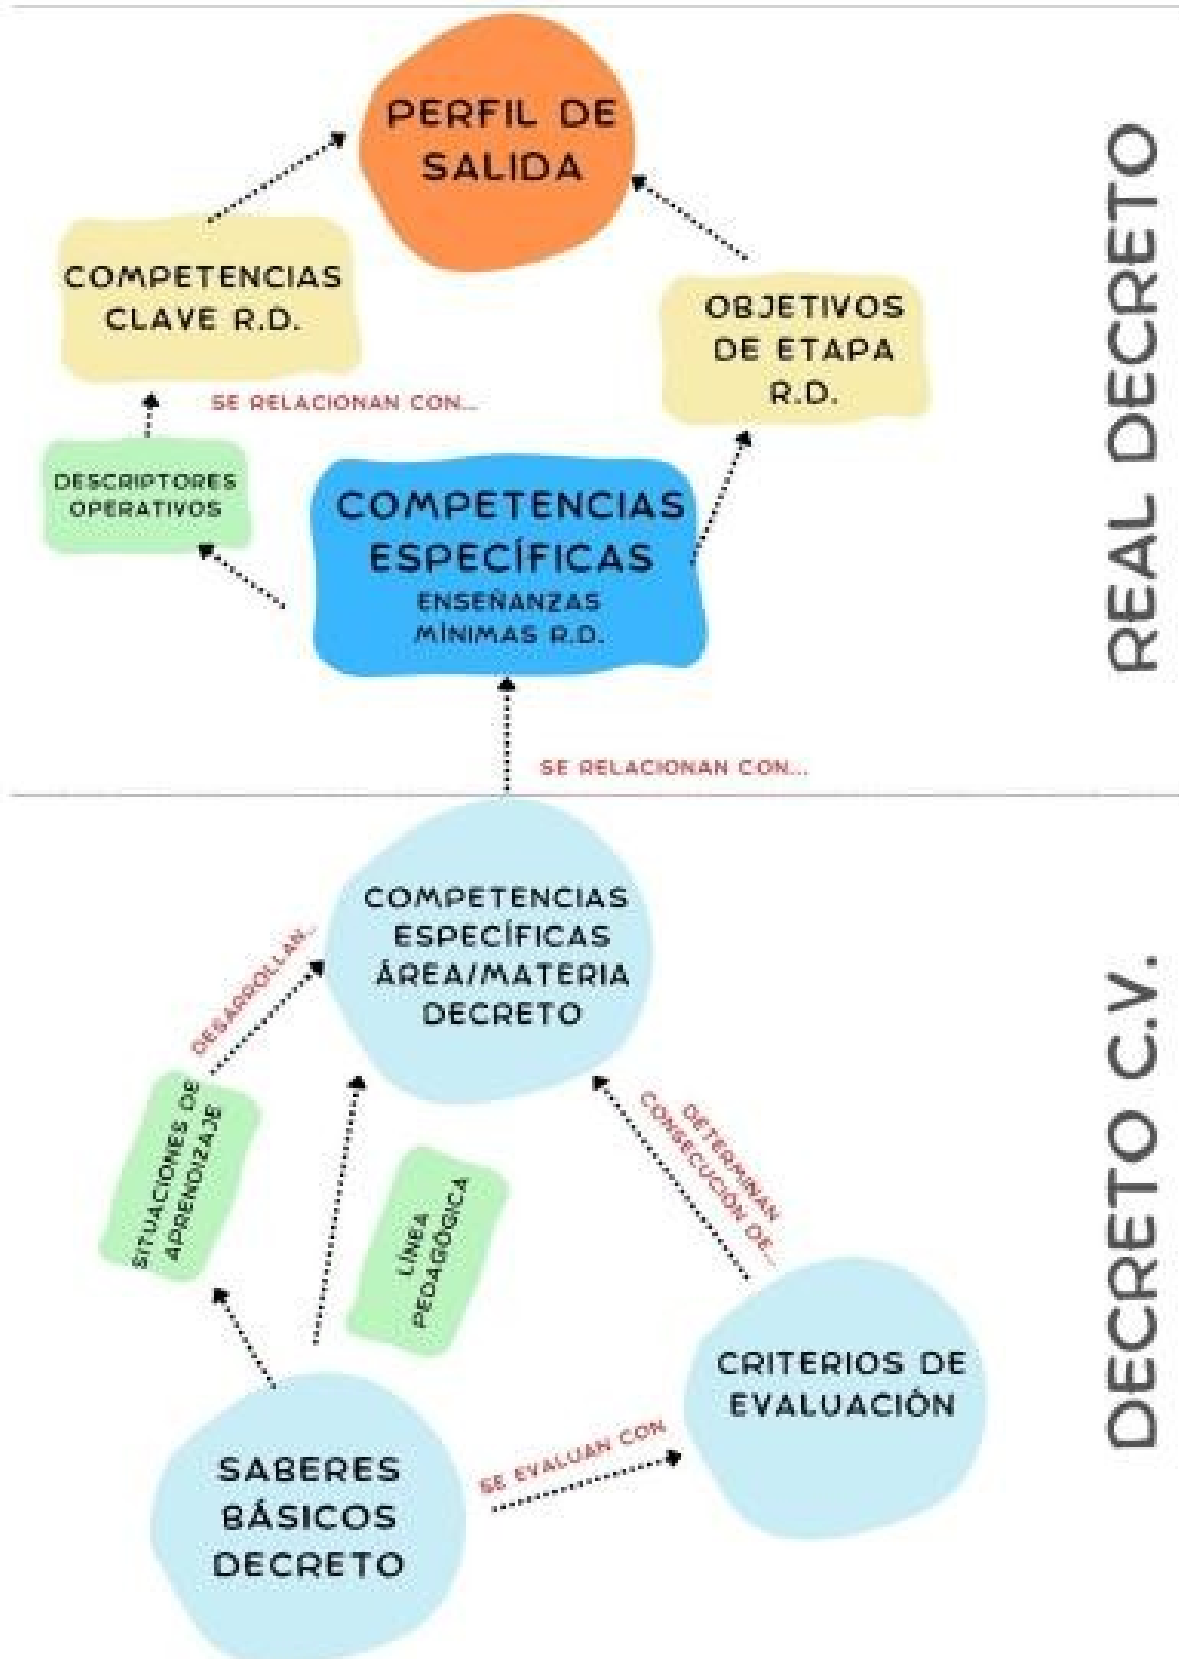 PERFIL DE
SALIDA
COMPETENCIAS
CLAVE R.D.
OBJETIVOS
DE ETAPA
R.D.
SE RELACIONAN CON...
DESCRIPTORES
OPERATIVOS
COMPETENCIAS
ESPECÍFICAS
ENSEÑANZAS
MÍNIMAS R.D.
REAL DECRETO
SE RELACIONAN CON...
COMPETENCIAS
ESPECÍFICAS
ÁREA/MATERIA
DECRETO
DESARROLLAN...
SITUACIONES DE
APRENDIZAJE
LÍNEA
PEDAGÓGICA
DETERMINAN
CONSECUCIÓN DE...
CRITERIOS DE
EVALUACIÓN
SE EVALUAN CON
SABERES
BÁSICOS
DECRETO
DECRETO C.V.